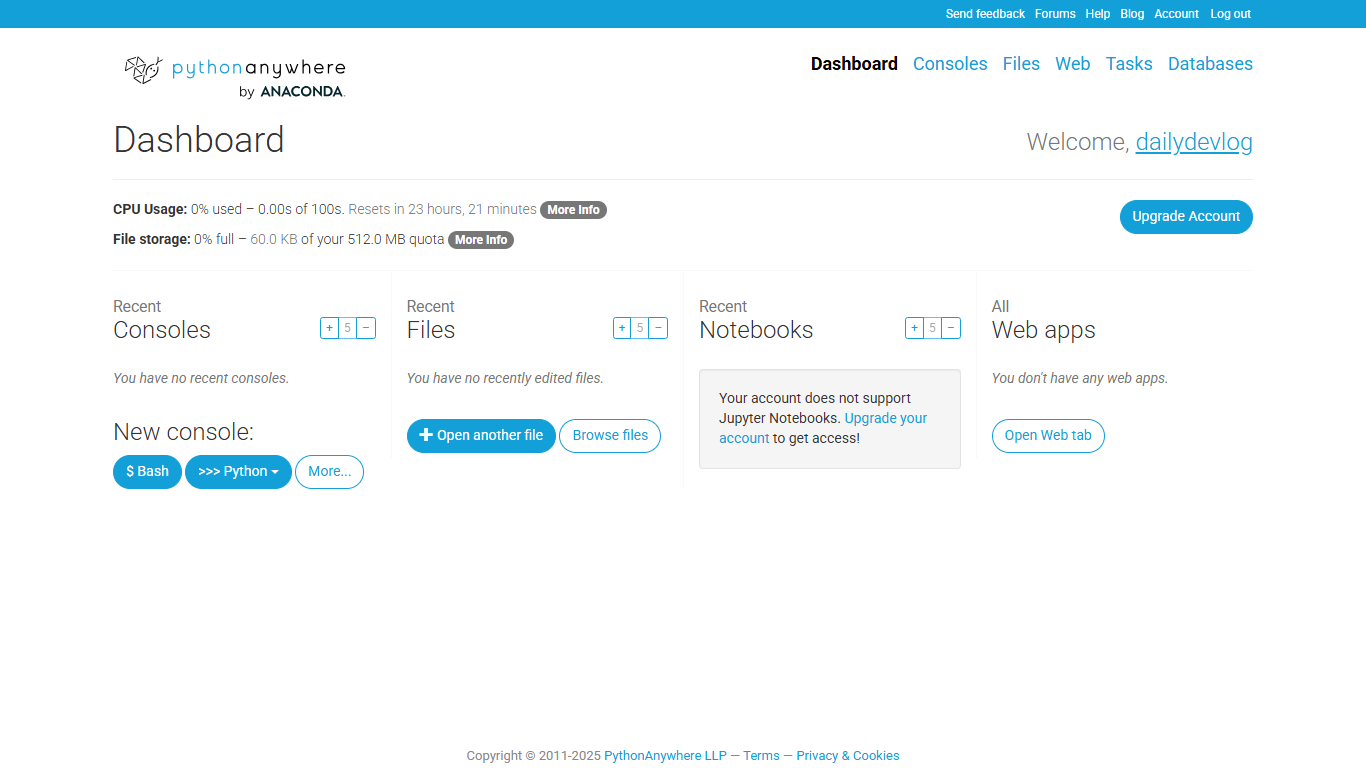 Send feedback Forums Help Blog Account Log out
pythonanywhere
by ANACONDA.
Dashboard Consoles Files Web Tasks Databases
Dashboard
Welcome, dailydevlog
CPU Usage: 0% used – 0.00s of 100s. Resets in 23 hours, 21 minutes More Info
Upgrade Account
File storage: 0% full – 60.0 KB of your 512.0 MB quota More Info
Recent
Consoles
+ 5 −
You have no recent consoles.
New console:
$ Bash >>> Python More...
Recent
Files
+ 5 −
You have no recently edited files.
Open another file Browse files
Recent
Notebooks
+ 5 −
Your account does not support
Jupyter Notebooks. Upgrade your
account to get access!
All
Web apps
You don't have any web apps.
Open Web tab
Copyright © 2011-2025 PythonAnywhere LLP — Terms — Privacy & Cookies